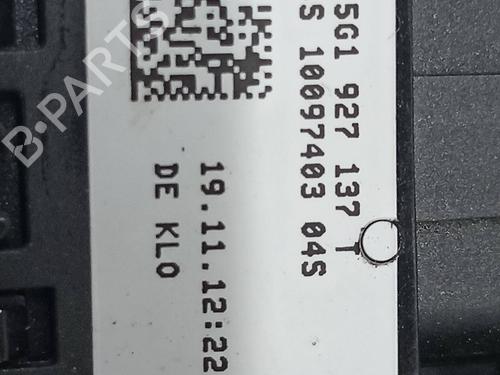 5G1 927 137 T
S 10097403 04S
19.11.12:22
DE KLO
B-PARTS